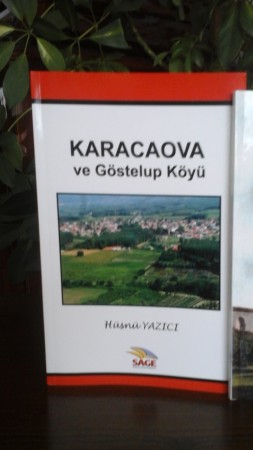 KARACAOVA
ve Göstelup Köyü
Hüsnü YAZICI
SAGE